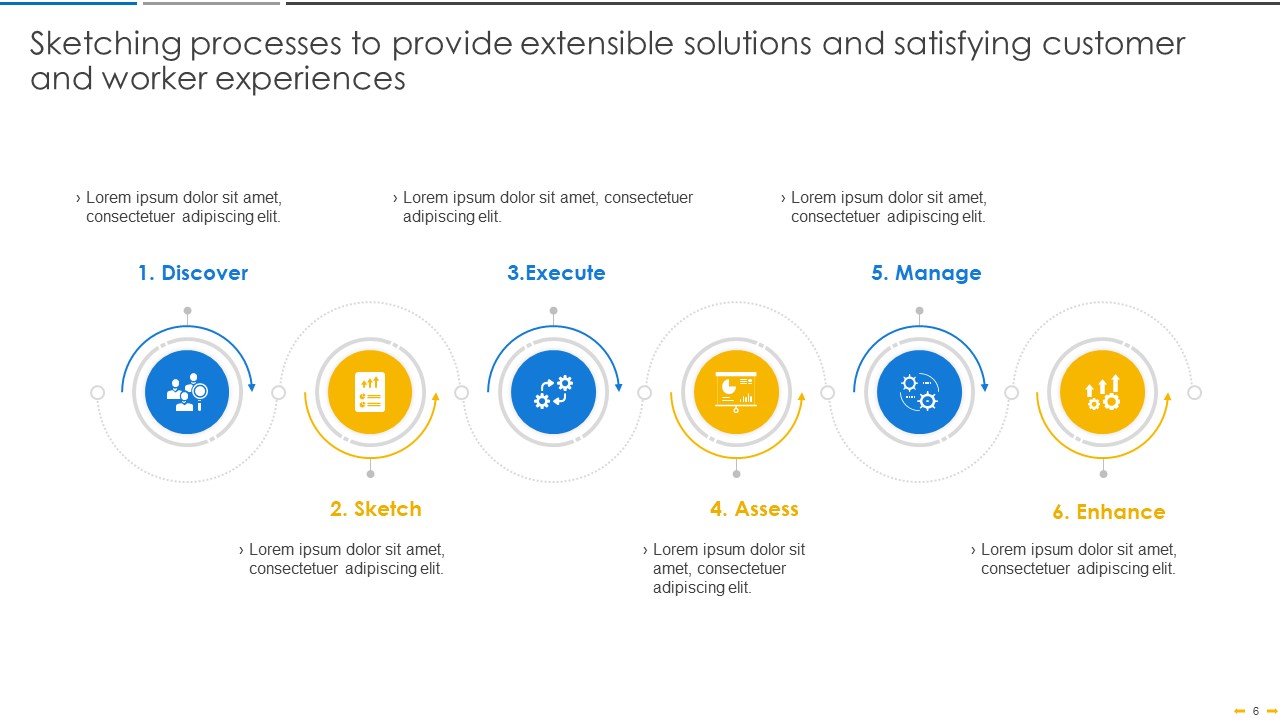 Sketching processes to provide extensible solutions and satisfying customer
and worker experiences
› Lorem ipsum dolor sit amet,
consectetuer adipiscing elit.
› Lorem ipsum dolor sit amet, consectetuer
adipiscing elit.
› Lorem ipsum dolor sit amet,
consectetuer adipiscing elit.
1. Discover
3.Execute
5. Manage
2. Sketch
4. Assess
6. Enhance
› Lorem ipsum dolor sit amet,
consectetuer adipiscing elit.
› Lorem ipsum dolor sit
amet, consectetuer
adipiscing elit.
› Lorem ipsum dolor sit amet,
consectetuer adipiscing elit.
6